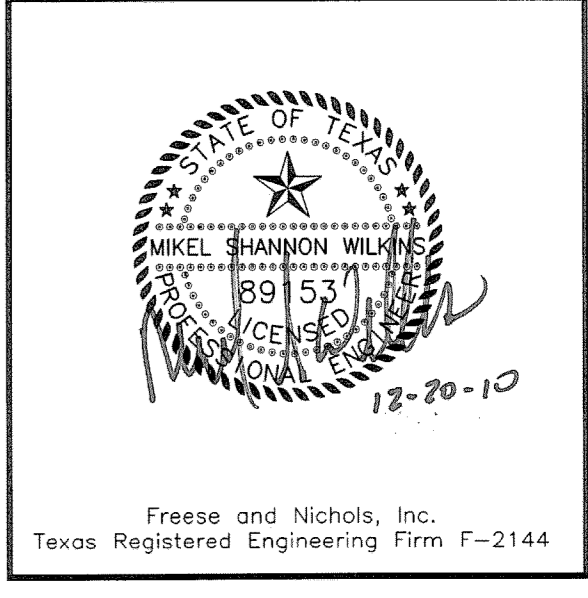 STATE OF TEXAS
MIKEL SHANNON WILKINS
89153
LICENSED
PROFESSIONAL ENGINEER
12-20-10
Freese and Nichols, Inc.
Texas Registered Engineering Firm F-2144